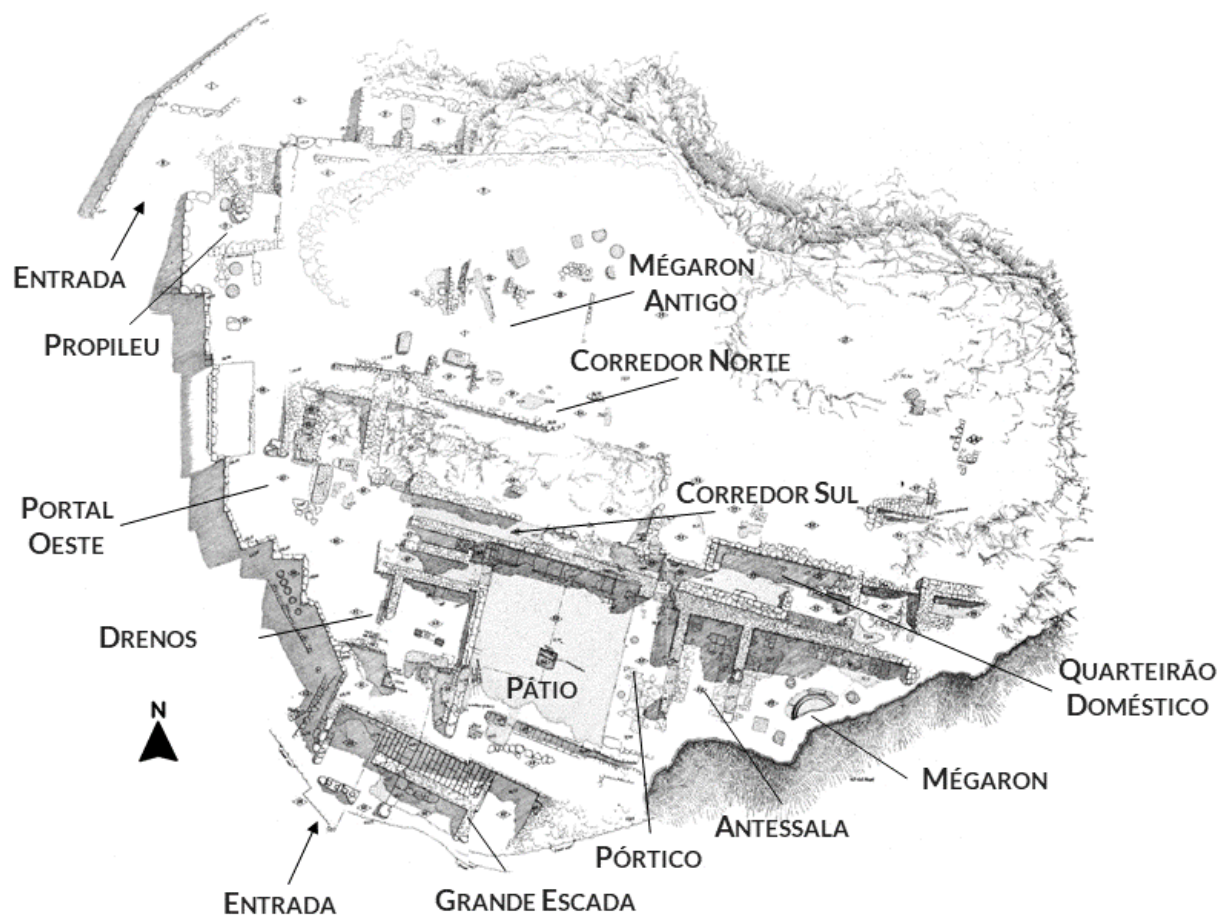 ENTRADA
PROPILEU
MÉGARON
ANTIGO
CORREDOR NORTE
PORTAL
OESTE
CORREDOR SUL
DRENOS
PÁTIO
QUARTEIRÃO
DOMÉSTICO
N
MÉGARON
ANTESSALA
PÓRTICO
ENTRADA
GRANDE ESCADA